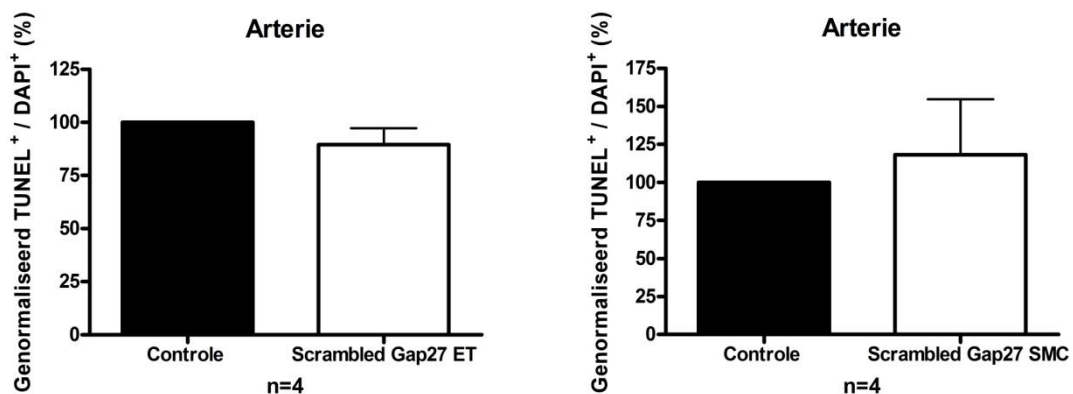 Arterie
Genormaliseerd TUNEL⁺ / DAPI⁺ (%)
125
100
75
50
25
0
Controle
Scrambled Gap27 ET
n=4
Arterie
Genormaliseerd TUNEL⁺ / DAPI⁺ (%)
175
150
125
100
75
50
25
0
Controle
Scrambled Gap27 SMC
n=4